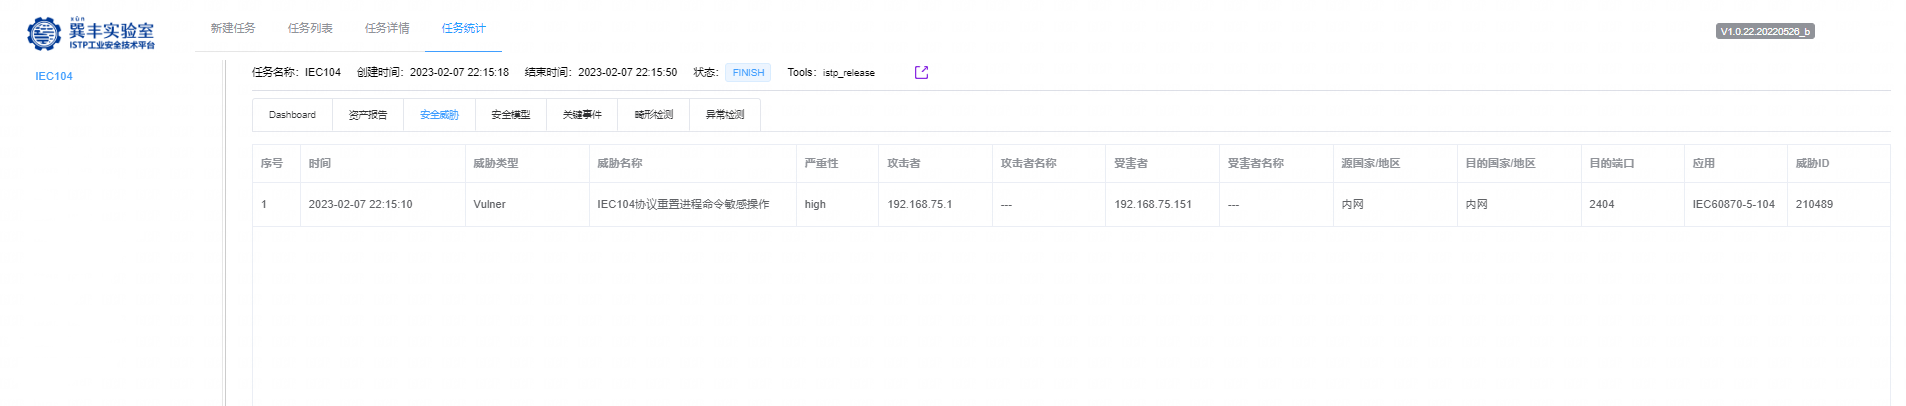 xùn
巽丰实验室
ISTP工业安全技术平台
新建任务 任务列表 任务详情 任务统计
V1.0.22.20220526_b
IEC104
任务名称：IEC104 创建时间：2023-02-07 22:15:18 结束时间：2023-02-07 22:15:50 状态：FINISH Tools：istp_release
Dashboard 资产报告 安全威胁 安全模型 关键事件 畸形检测 异常检测
序号 时间 威胁类型 威胁名称 严重性 攻击者 攻击者名称 受害者 受害者名称 源国家/地区 目的国家/地区 目的端口 应用 威胁ID
1 2023-02-07 22:15:10 Vulner IEC104协议重置进程命令敏感操作 high 192.168.75.1 --- 192.168.75.151 --- 内网 内网 2404 IEC60870-5-104 210489